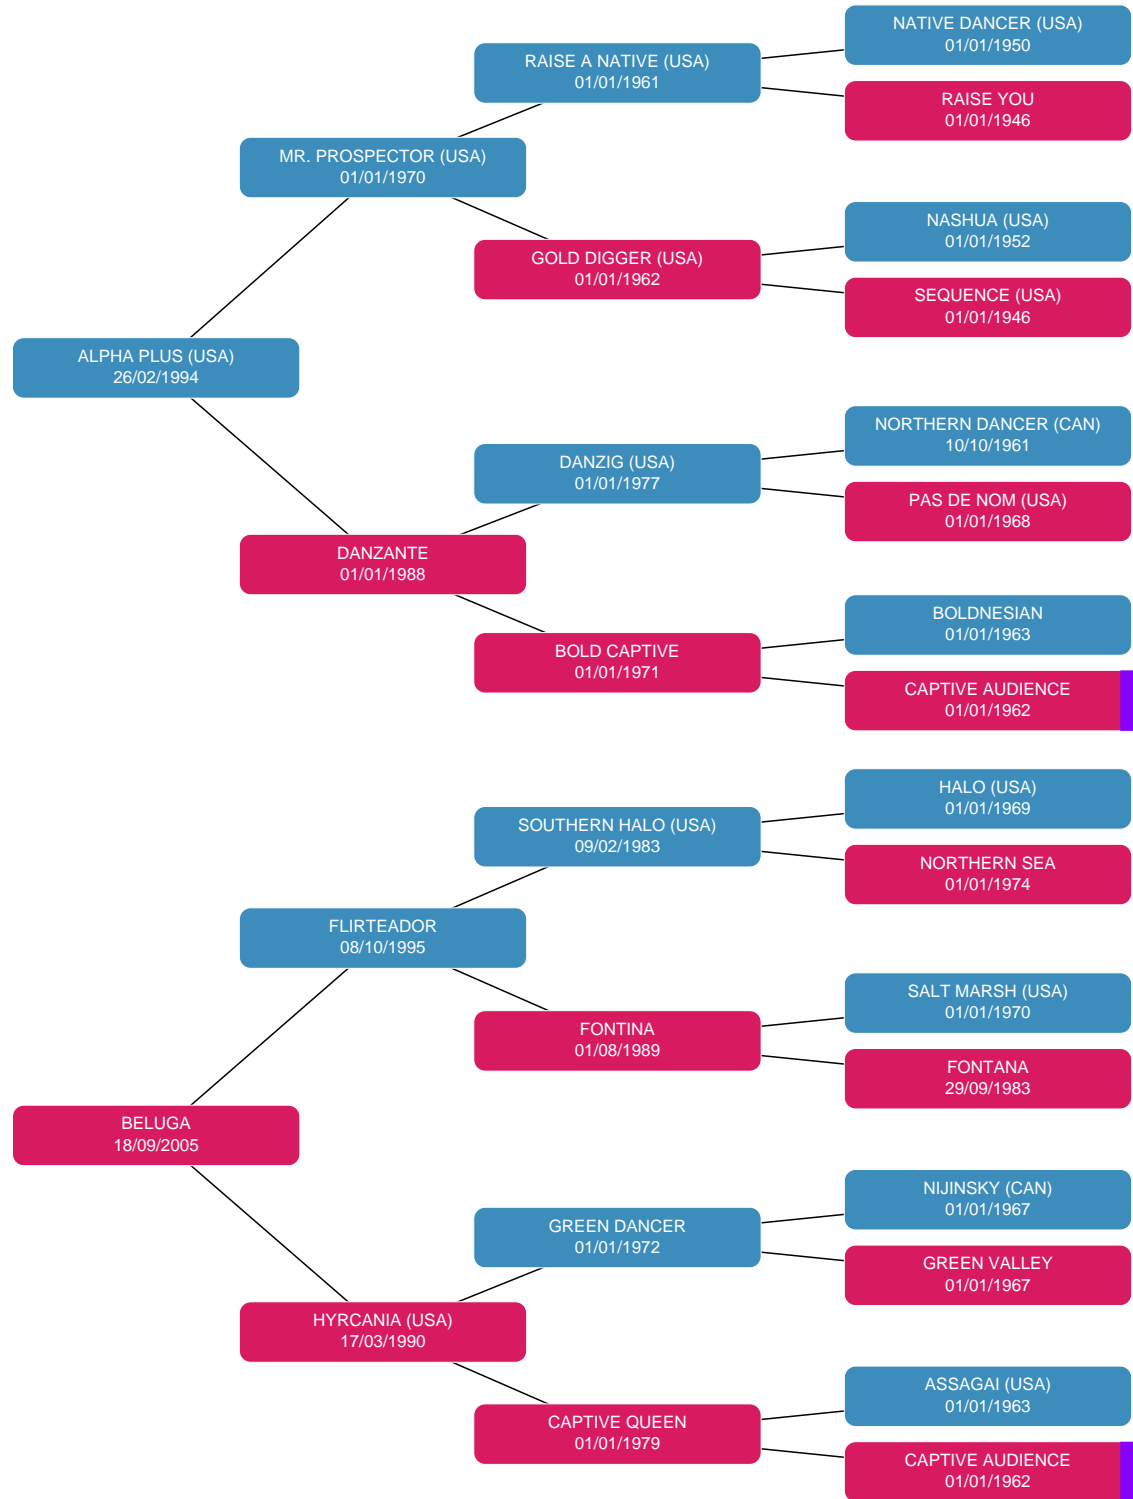 NATIVE DANCER (USA)
01/01/1950
RAISE A NATIVE (USA)
01/01/1961
RAISE YOU
01/01/1946
MR. PROSPECTOR (USA)
01/01/1970
NASHUA (USA)
01/01/1952
GOLD DIGGER (USA)
01/01/1962
SEQUENCE (USA)
01/01/1946
ALPHA PLUS (USA)
26/02/1994
NORTHERN DANCER (CAN)
10/10/1961
DANZIG (USA)
01/01/1977
PAS DE NOM (USA)
01/01/1968
DANZANTE
01/01/1988
BOLDNESIAN
01/01/1963
BOLD CAPTIVE
01/01/1971
CAPTIVE AUDIENCE
01/01/1962
HALO (USA)
01/01/1969
SOUTHERN HALO (USA)
09/02/1983
NORTHERN SEA
01/01/1974
FLIRTEADOR
08/10/1995
SALT MARSH (USA)
01/01/1970
FONTINA
01/08/1989
FONTANA
29/09/1983
BELUGA
18/09/2005
NIJINSKY (CAN)
01/01/1967
GREEN DANCER
01/01/1972
GREEN VALLEY
01/01/1967
HYRCANIA (USA)
17/03/1990
ASSAGAI (USA)
01/01/1963
CAPTIVE QUEEN
01/01/1979
CAPTIVE AUDIENCE
01/01/1962